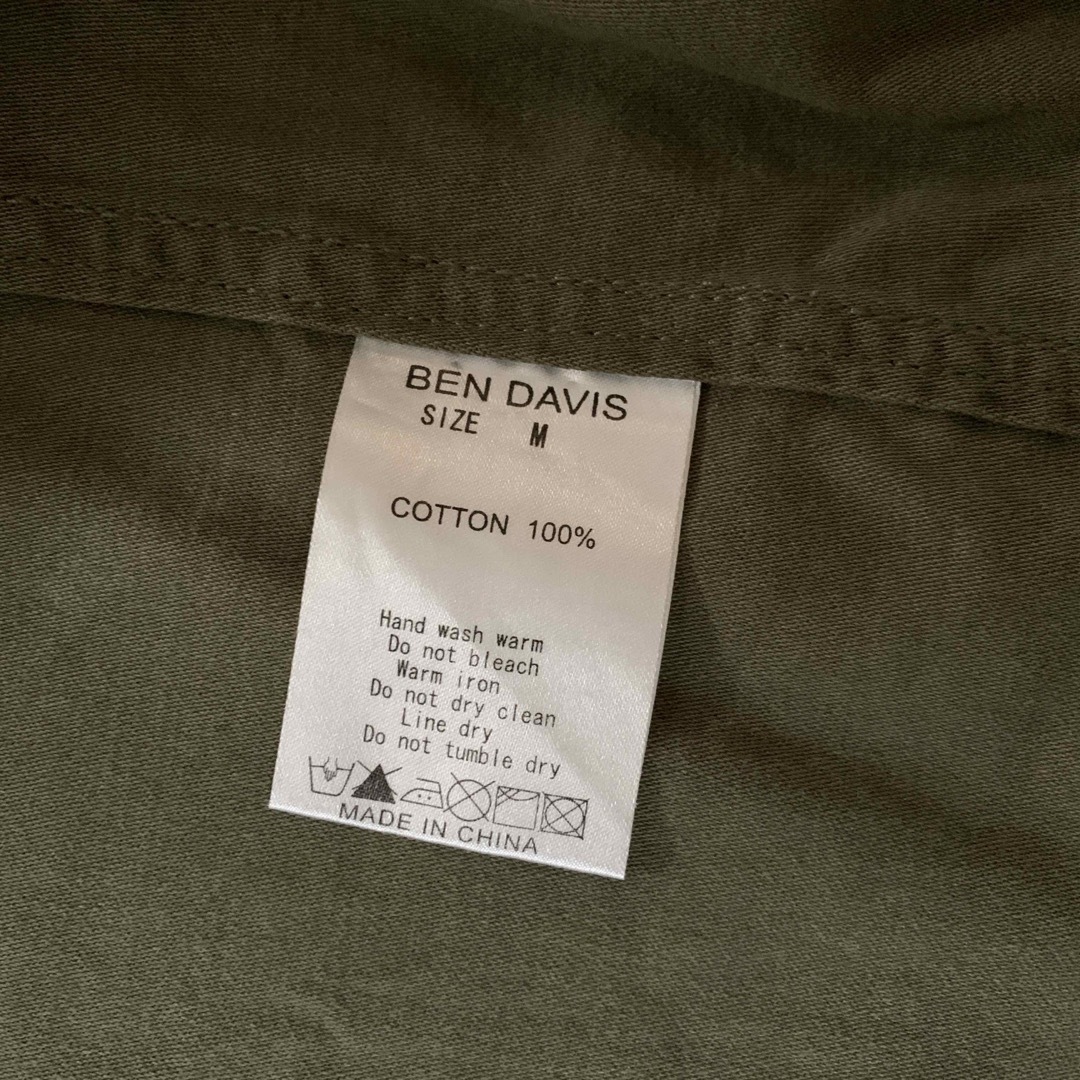 BEN DAVIS
SIZE M
COTTON 100%
Hand wash warm
Do not bleach
Warm iron
Do not dry clean
Line dry
Do not tumble dry
MADE IN CHINA